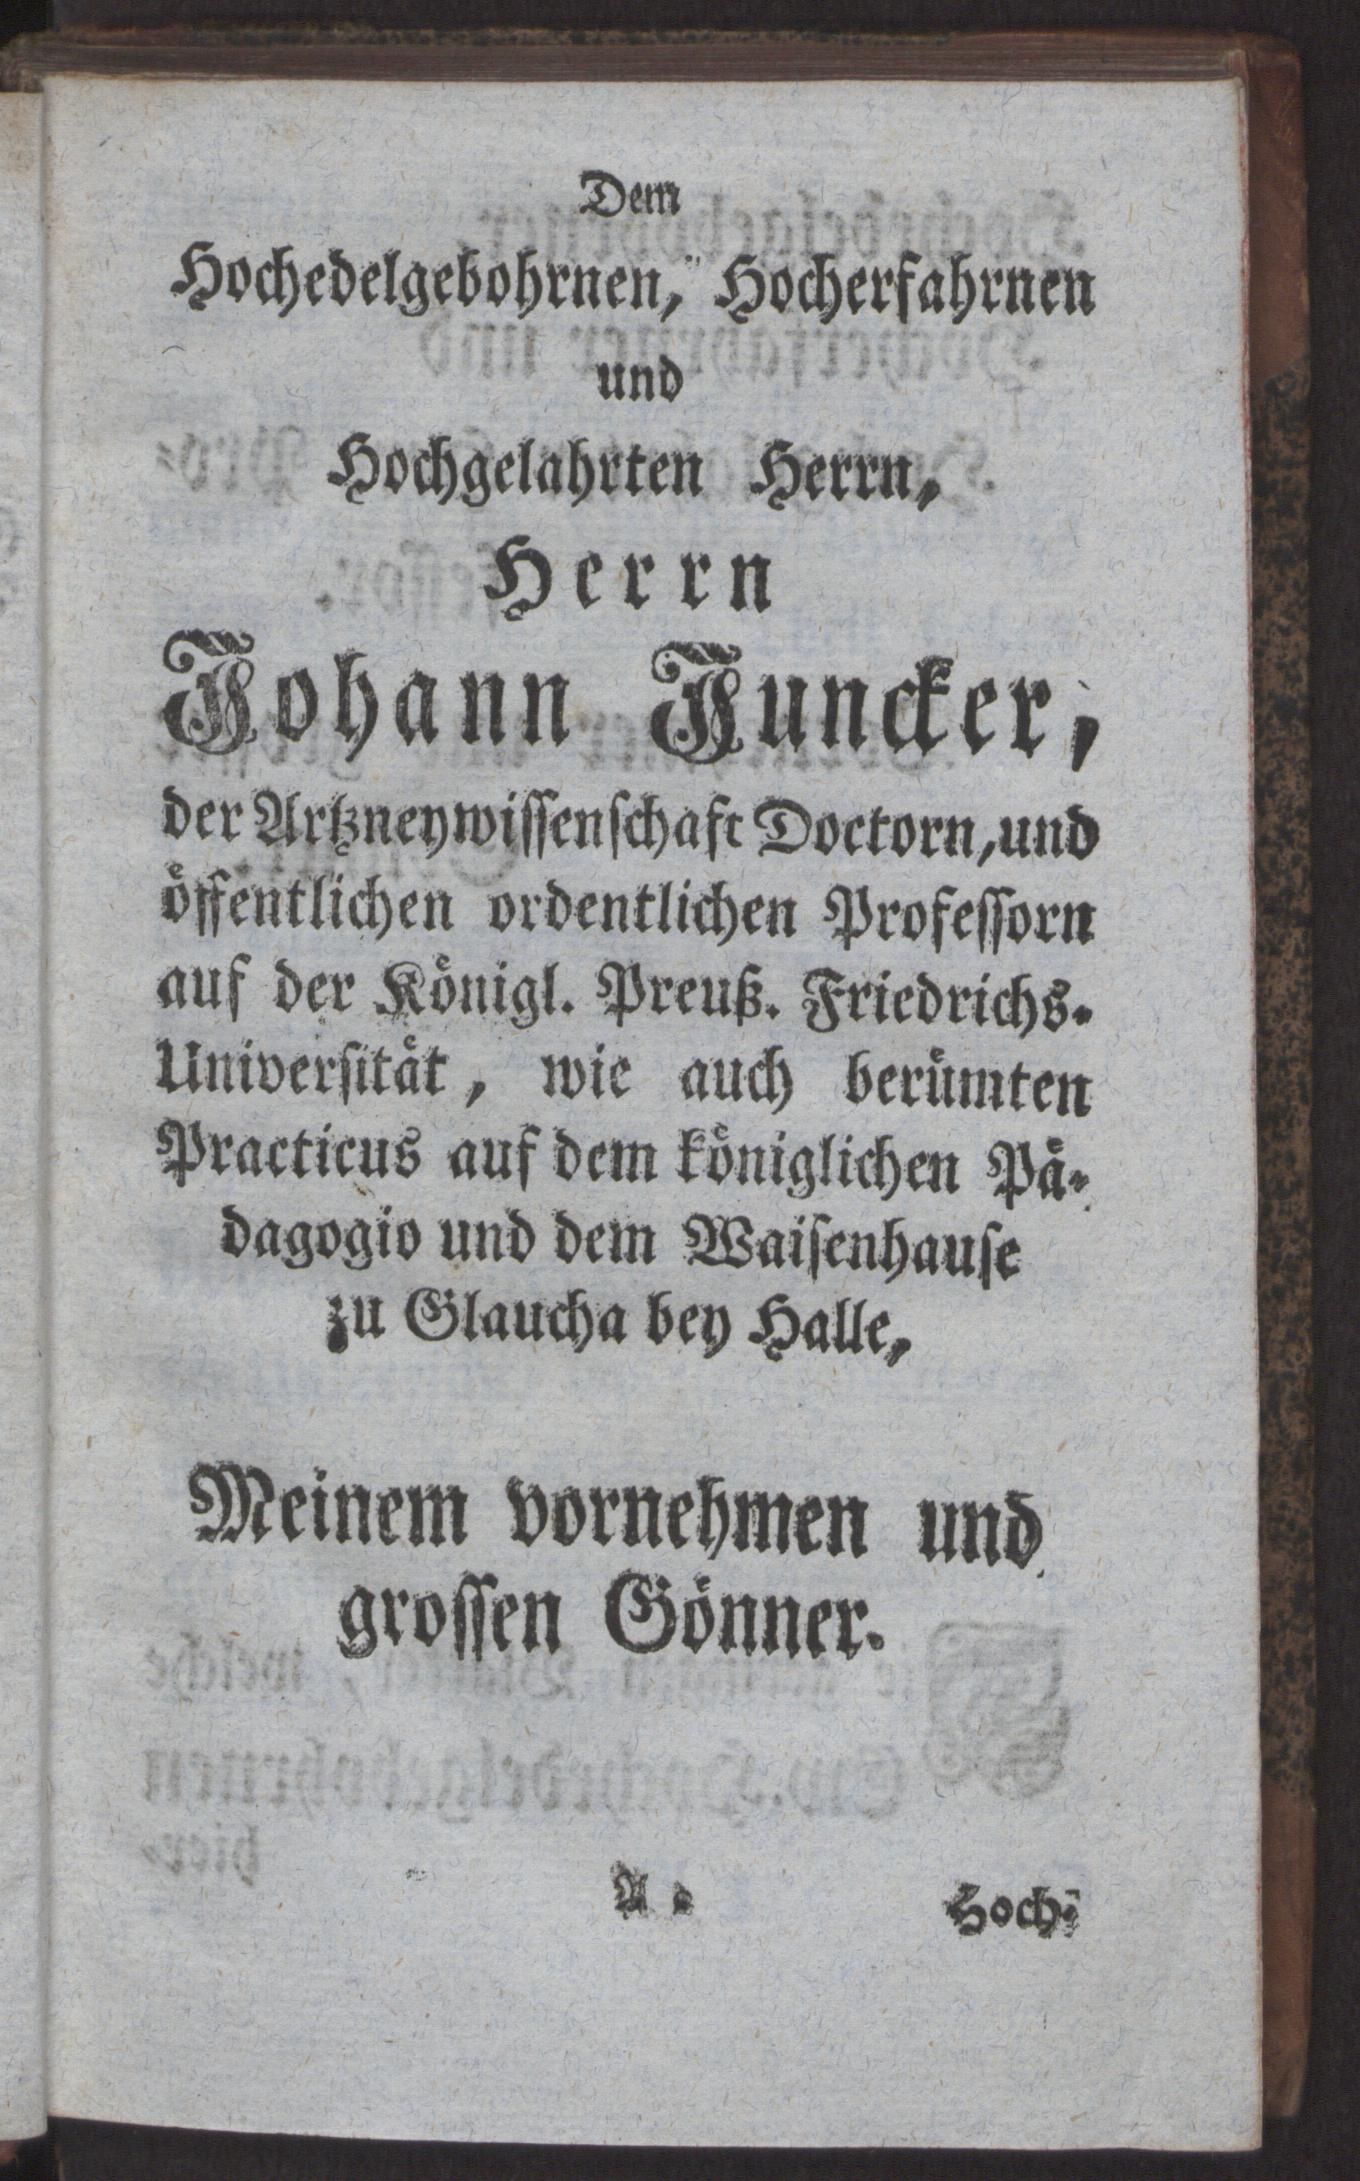 Dem
Hochedelgebohrnen, Hocherfahrnen
und
Hochgelahrten Herrn,
Herrn
Johann Juncker,
der Artzneywissenschaft Doctorn, und
öffentlichen ordentlichen Professorn
auf der Königl. Preuß. Friedrichs-
Universität, wie auch berümten
Practicus auf dem königlichen Pä-
dagogio und dem Waisenhause
zu Glaucha bey Halle,
Meinem vornehmen und
grossen Gönner.
A
Hoch-